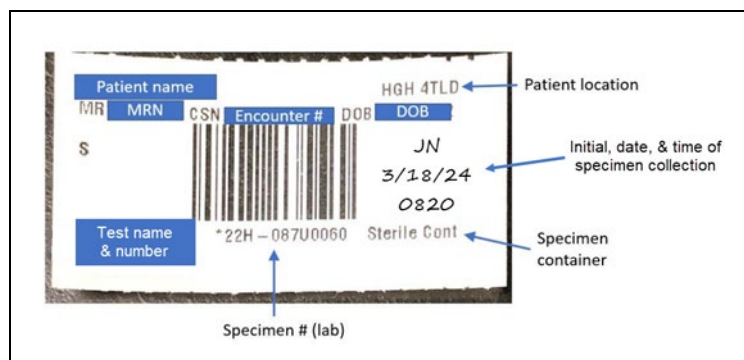 Patient name
HGH 4TLD
Patient location
MR MRN CSN Encounter # DOB DOB
S
JN
3/18/24
0820
Initial, date, & time of
specimen collection
Test name
& number
*22H-087U0060
Sterile Cont
Specimen
container
Specimen # (lab)